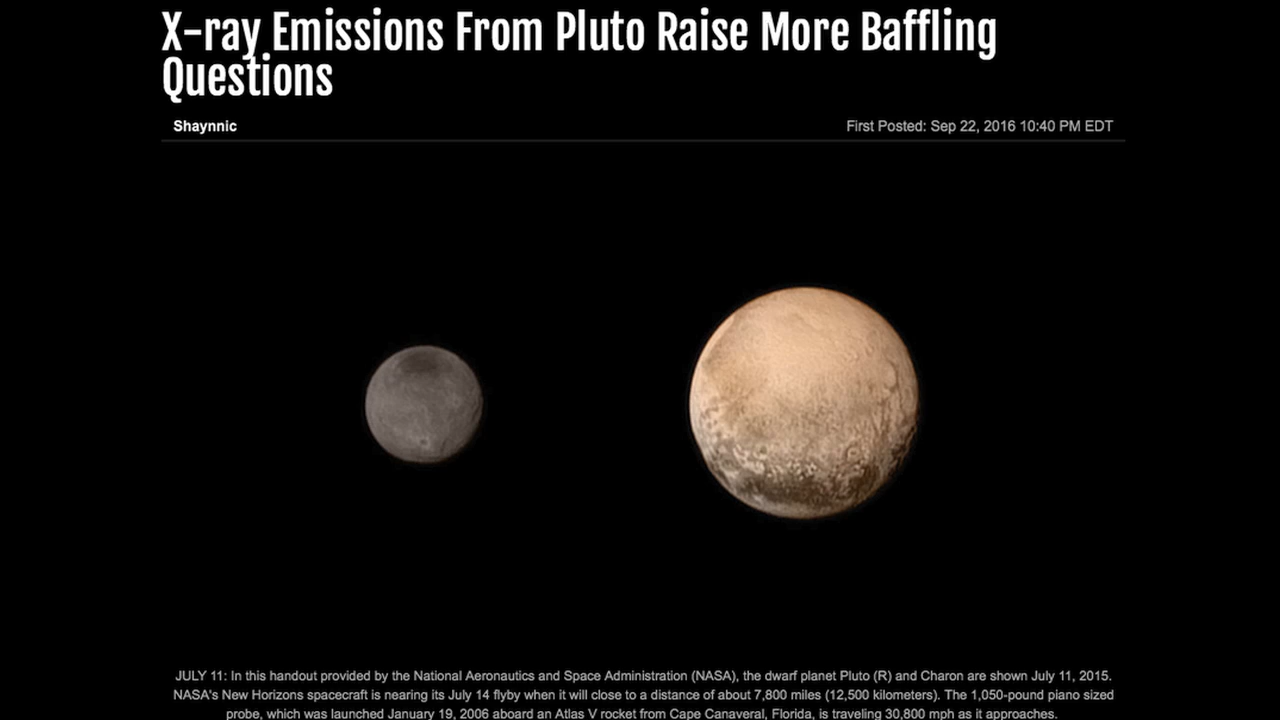 X-ray Emissions From Pluto Raise More Baffling
Questions
Shaynnic
First Posted: Sep 22, 2016 10:40 PM EDT
JULY 11: In this handout provided by the National Aeronautics and Space Administration (NASA), the dwarf planet Pluto (R) and Charon are shown July 11, 2015.
NASA's New Horizons spacecraft is nearing its July 14 flyby when it will close to a distance of about 7,800 miles (12,500 kilometers). The 1,050-pound piano sized
probe, which was launched January 19, 2006 aboard an Atlas V rocket from Cape Canaveral, Florida, is traveling 30,800 mph as it approaches.